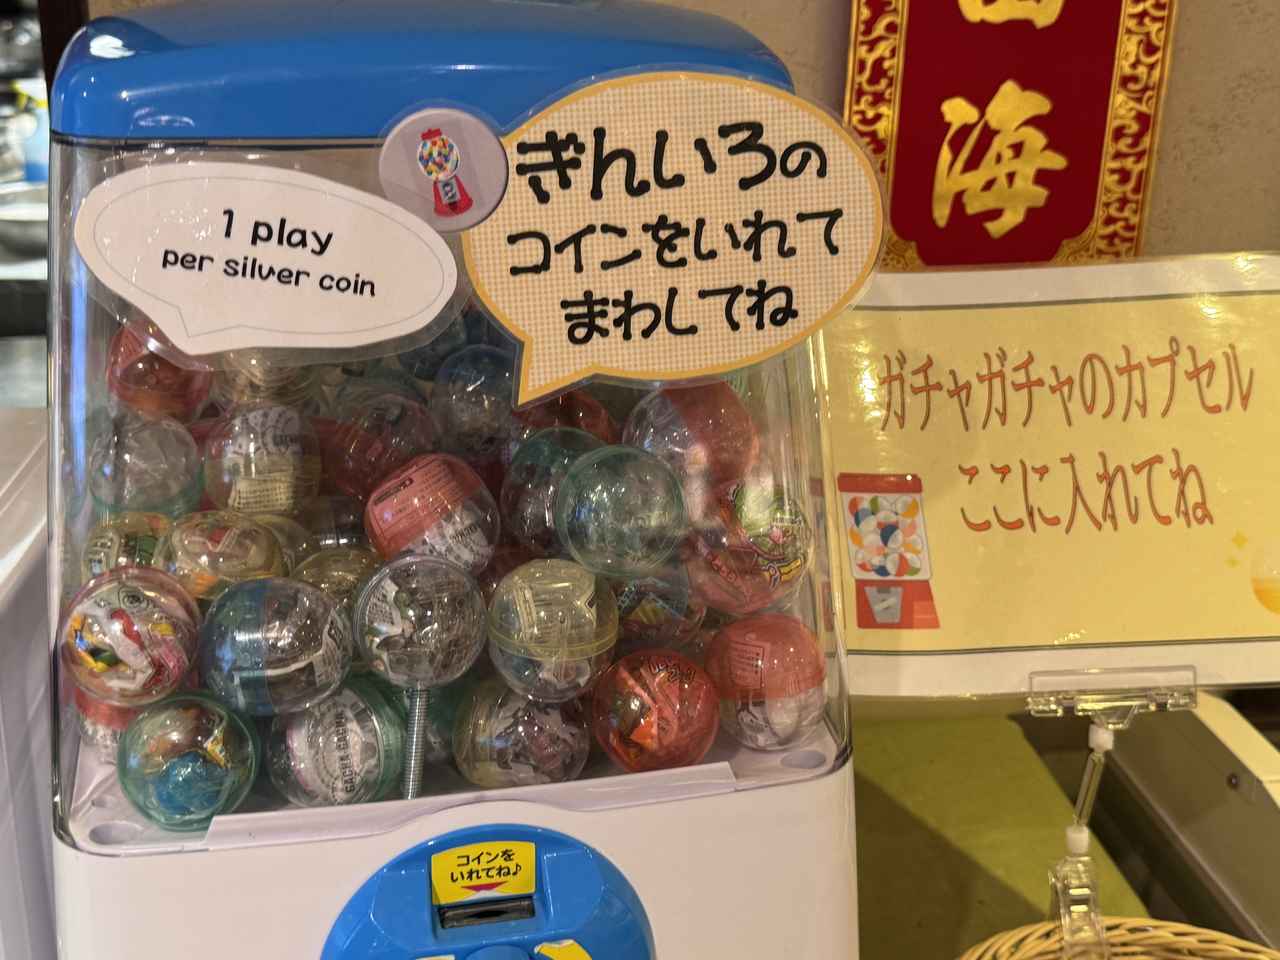 1 play
per silver coin
ぎんいろの
コインをいれて
まわしてね
海
ガチャガチャのカプセル
ここに入れてね
GACHA GACHA
コインを
いれてね♪